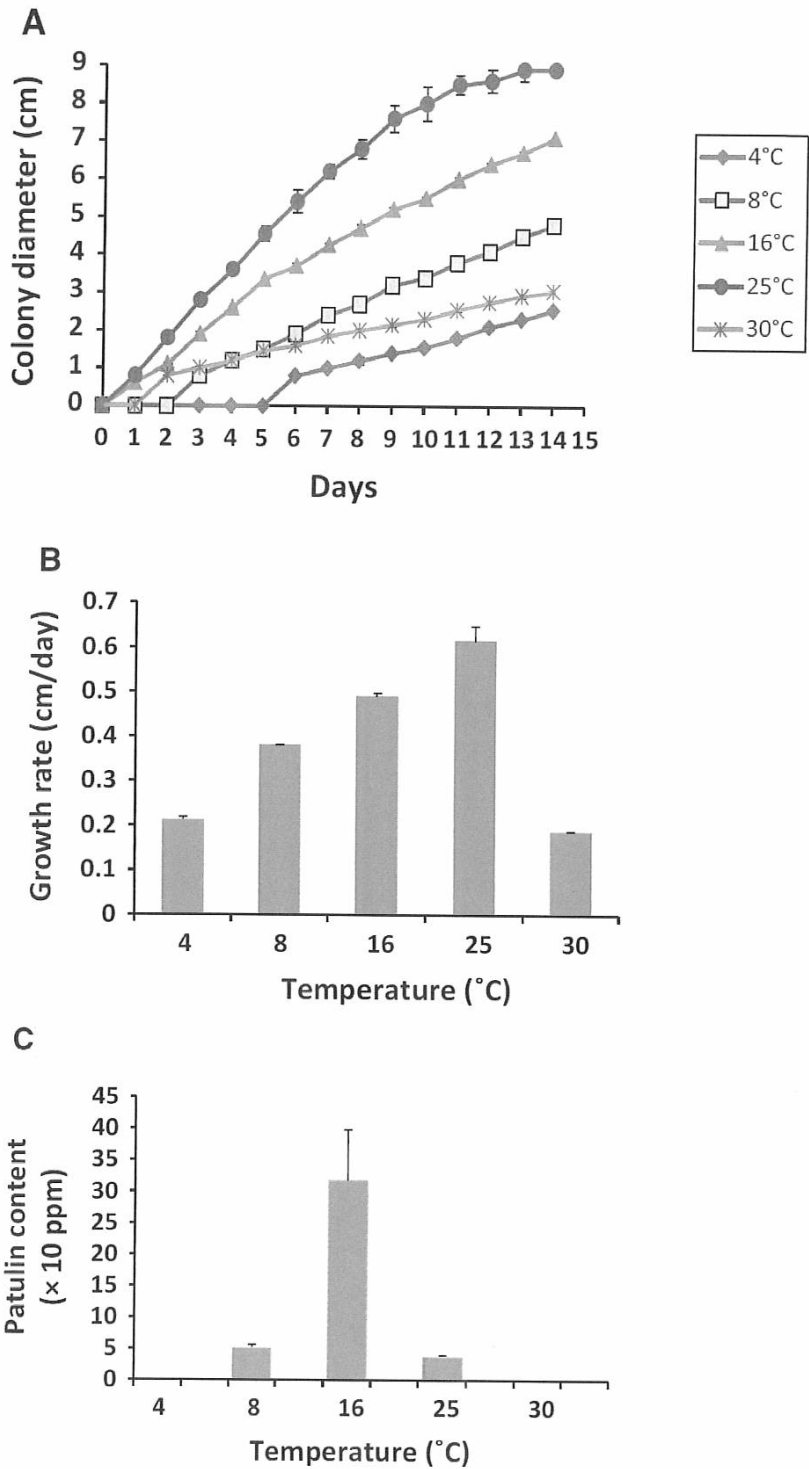 A
Colony diameter (cm)
9
8
7
6
5
4
3
2
1
0
0 1 2 3 4 5 6 7 8 9 10 11 12 13 14 15
Days
4°C
8°C
16°C
25°C
30°C
B
Growth rate (cm/day)
0.7
0.6
0.5
0.4
0.3
0.2
0.1
0
4 8 16 25 30
Temperature (˚C)
C
Patulin content
(× 10 ppm)
45
40
35
30
25
20
15
10
5
0
4 8 16 25 30
Temperature (˚C)